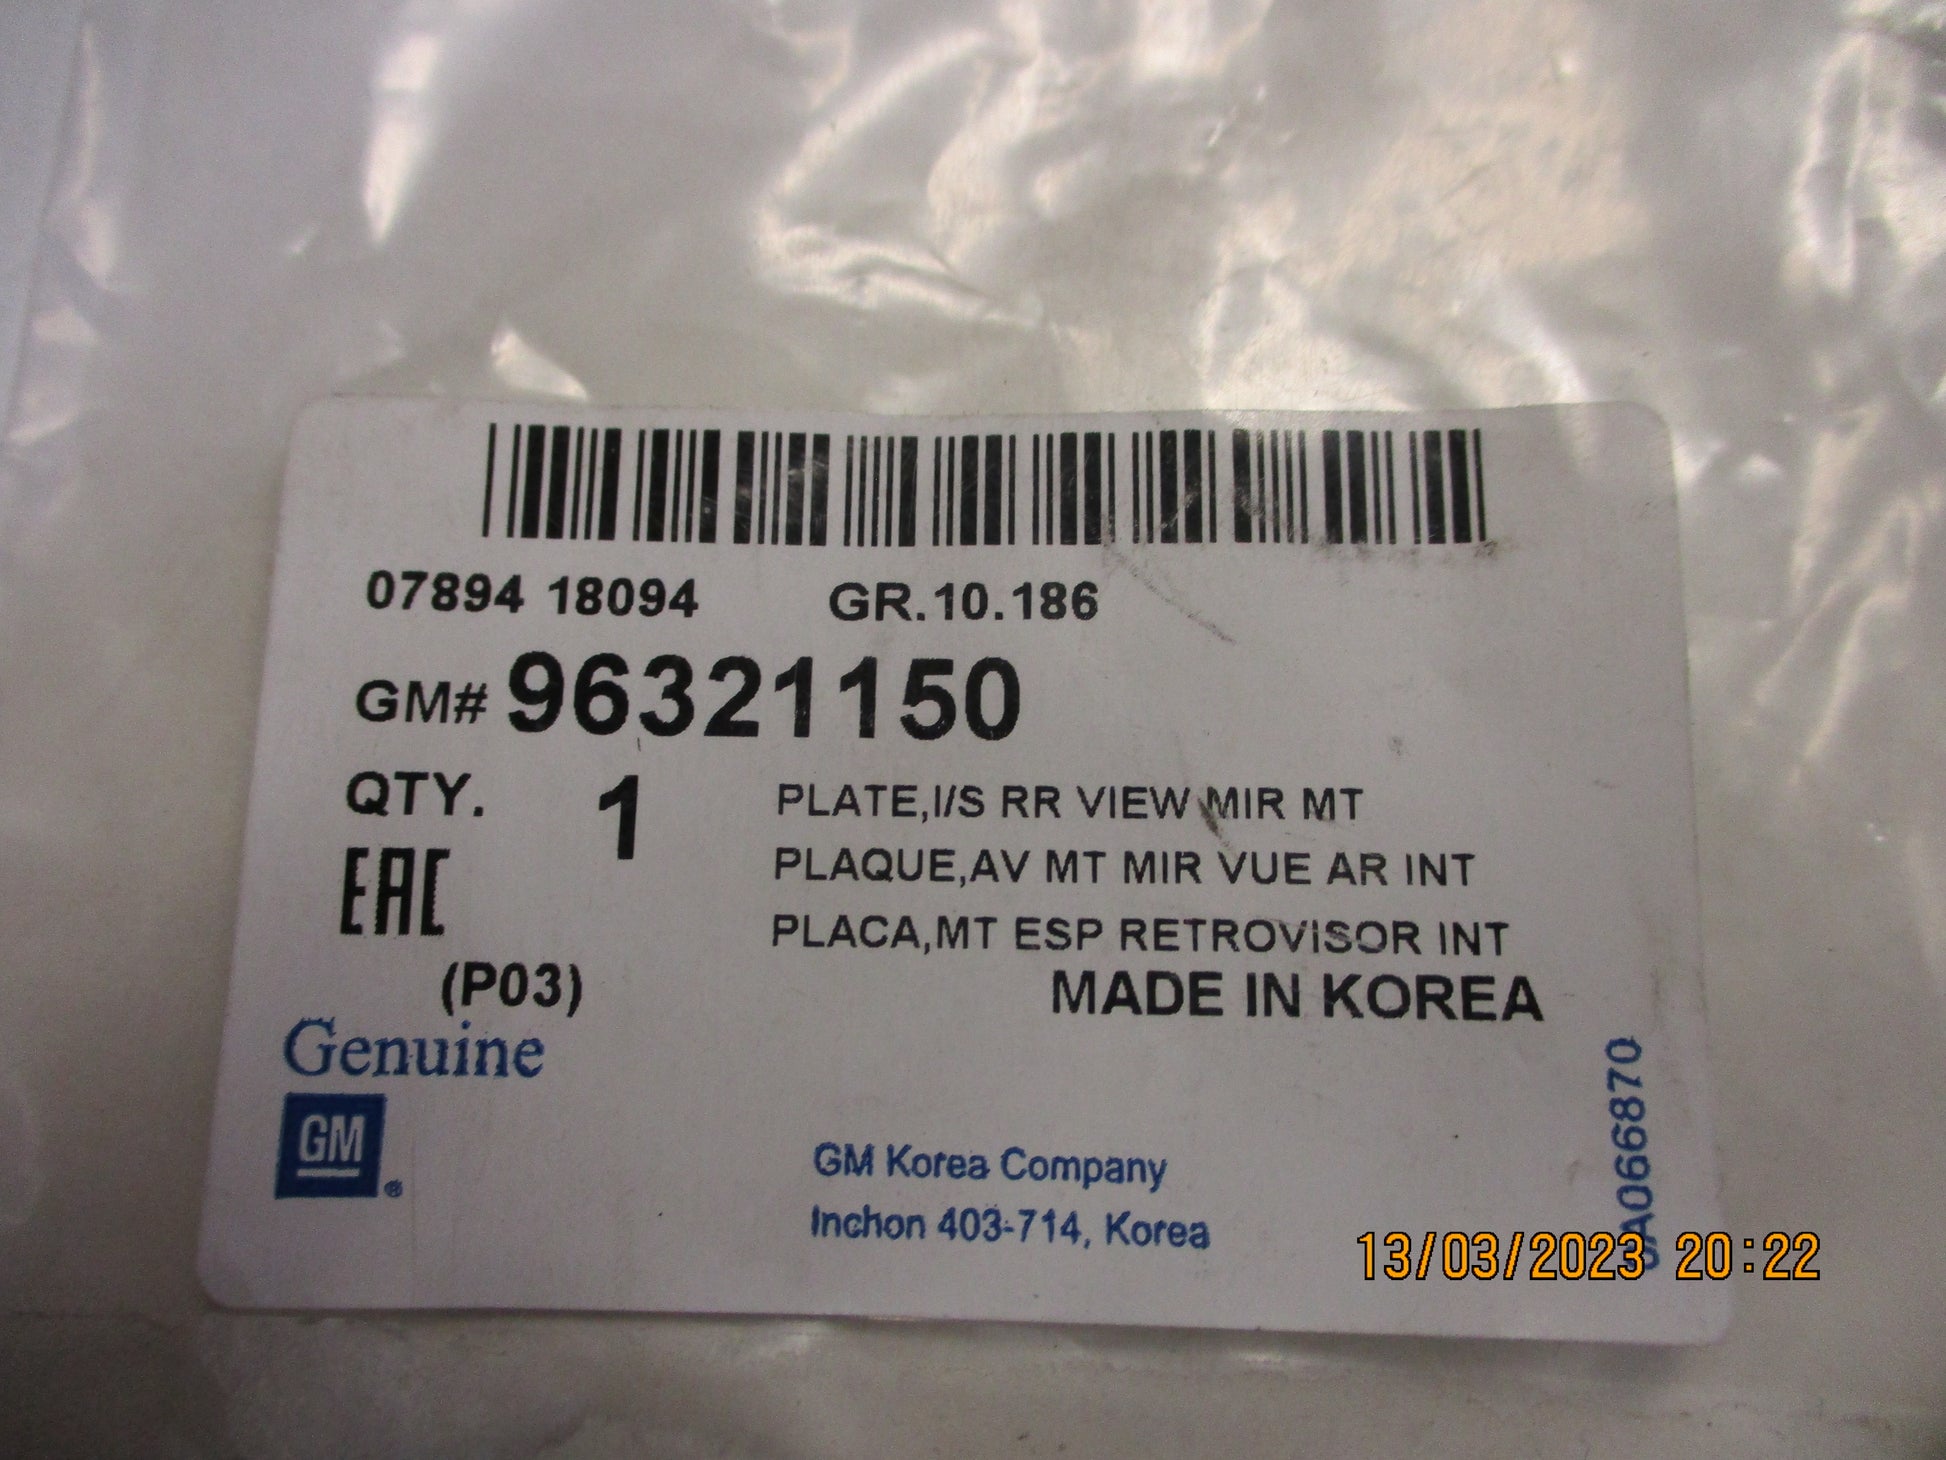 07894 18094 GR.10.186
GM# 96321150
QTY. 1
PLATE,I/S RR VIEW MIR MT
PLAQUE,AV MT MIR VUE AR INT
PLACA,MT ESP RETROVISOR INT
EAC
(P03)
MADE IN KOREA
Genuine
GM
®
GM Korea Company
Inchon 403-714, Korea
13/03/2023 20:22